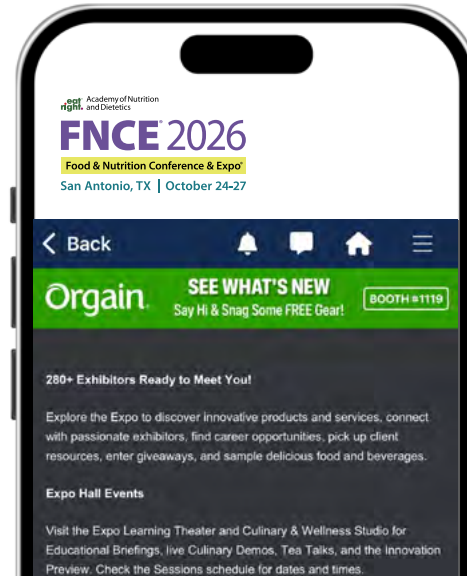 eat right. Academy of Nutrition and Dietetics
FNCE® 2026
Food & Nutrition Conference & Expo®
San Antonio, TX | October 24-27
Back
Orgain
SEE WHAT'S NEW
Say Hi & Snag Some FREE Gear!
BOOTH #1119
280+ Exhibitors Ready to Meet You!
Explore the Expo to discover innovative products and services, connect
with passionate exhibitors, find career opportunities, pick up client
resources, enter giveaways, and sample delicious food and beverages.
Expo Hall Events
Visit the Expo Learning Theater and Culinary & Wellness Studio for
Educational Briefings, live Culinary Demos, Tea Talks, and the Innovation
Preview. Check the Sessions schedule for dates and times.